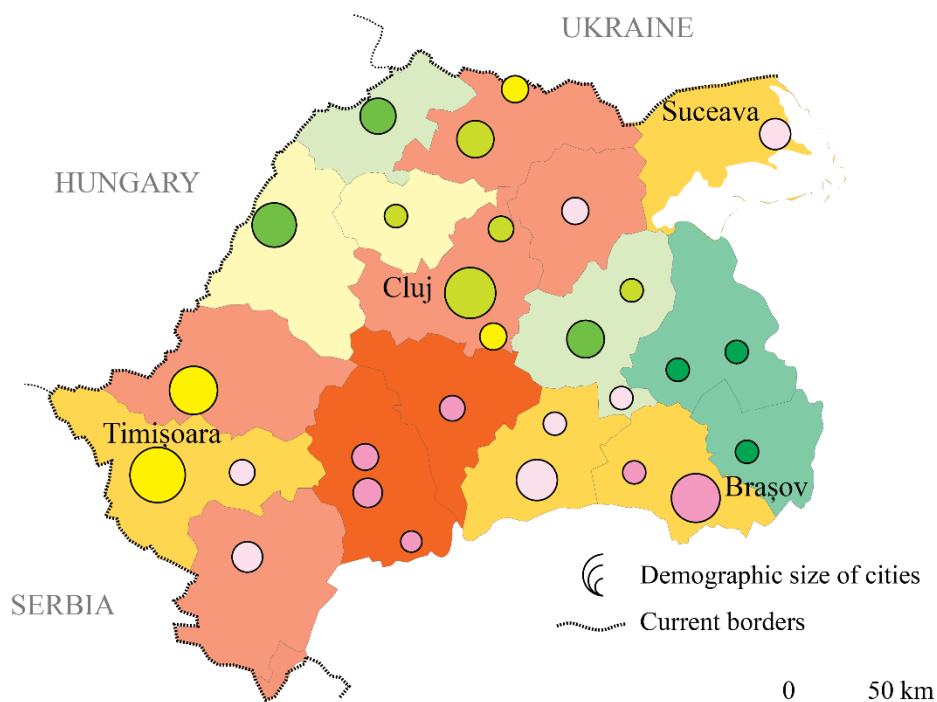 UKRAINE
Suceava
HUNGARY
Cluj
Timișoara
Brașov
SERBIA
Demographic size of cities
Current borders
0 50 km